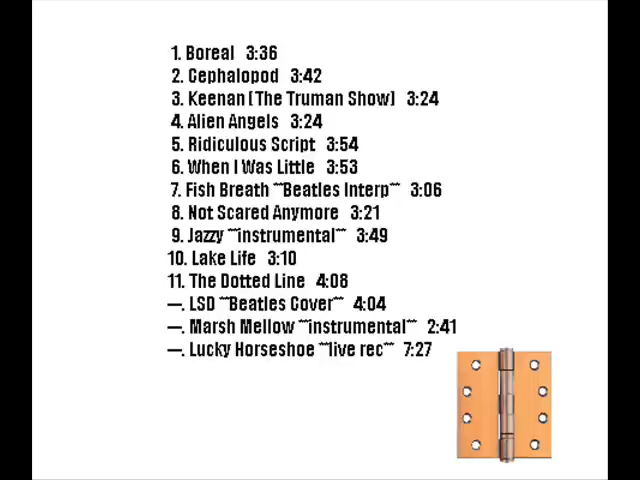 1. Boreal 3:36
2. Cephalopod 3:42
3. Keenan (The Truman Show) 3:24
4. Alien Angels 3:24
5. Ridiculous Script 3:54
6. When I Was Little 3:53
7. Fish Breath ~~Beatles Interp~~ 3:06
8. Not Scared Anymore 3:21
9. Jazzy ~~instrumental~~ 3:49
10. Lake Life 3:10
11. The Dotted Line 4:08
—. LSD ~~Beatles Cover~~ 4:04
—. Marsh Mellow ~~instrumental~~ 2:41
—. Lucky Horseshoe ~~live rec~~ 7:27